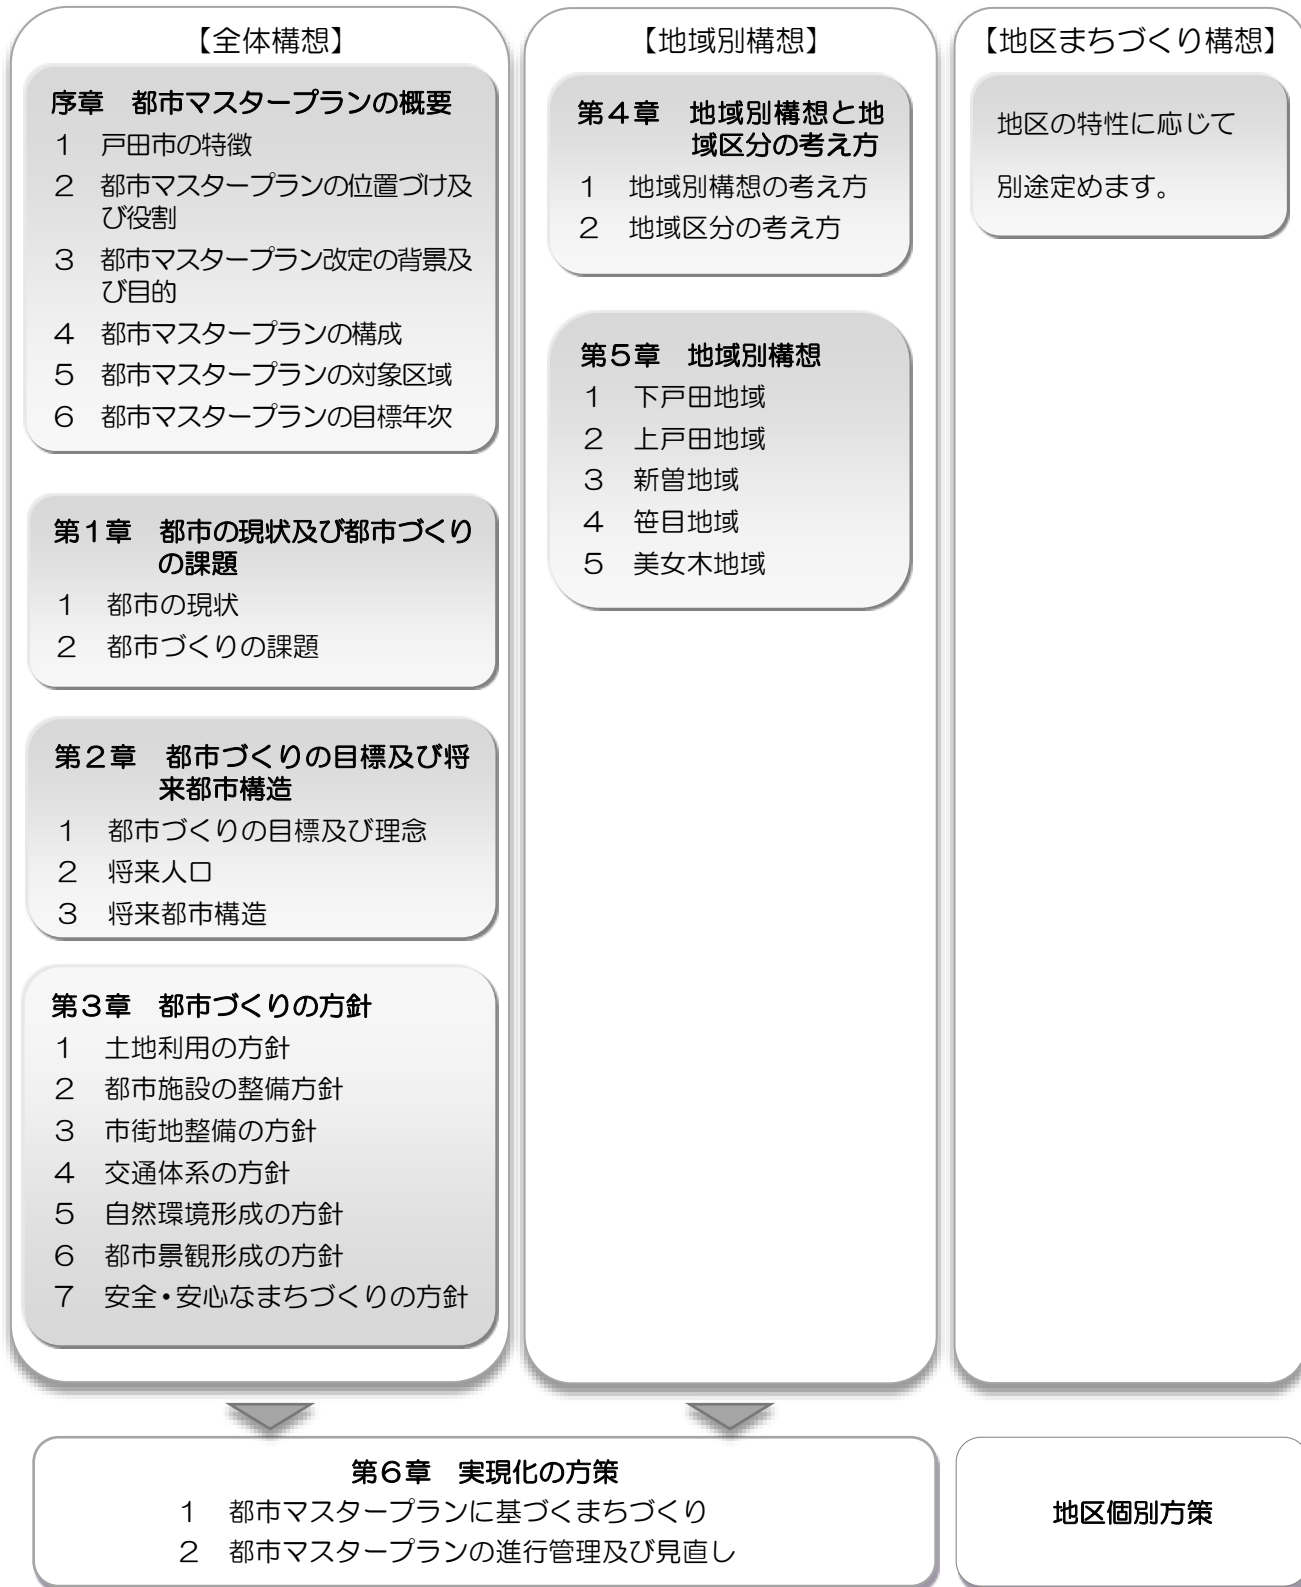 【全体構想】
序章　都市マスタープランの概要
１　戸田市の特徴
２　都市マスタープランの位置づけ及
び役割
３　都市マスタープラン改定の背景及
び目的
４　都市マスタープランの構成
５　都市マスタープランの対象区域
６　都市マスタープランの目標年次
第１章　都市の現状及び都市づくり
の課題
１　都市の現状
２　都市づくりの課題
第２章　都市づくりの目標及び将
来都市構造
１　都市づくりの目標及び理念
２　将来人口
３　将来都市構造
第３章　都市づくりの方針
１　土地利用の方針
２　都市施設の整備方針
３　市街地整備の方針
４　交通体系の方針
５　自然環境形成の方針
６　都市景観形成の方針
７　安全・安心なまちづくりの方針
【地域別構想】
第４章　地域別構想と地
域区分の考え方
１　地域別構想の考え方
２　地域区分の考え方
第５章　地域別構想
１　下戸田地域
２　上戸田地域
３　新曽地域
４　笹目地域
５　美女木地域
【地区まちづくり構想】
地区の特性に応じて
別途定めます。
第６章　実現化の方策
１　都市マスタープランに基づくまちづくり
２　都市マスタープランの進行管理及び見直し
地区個別方策